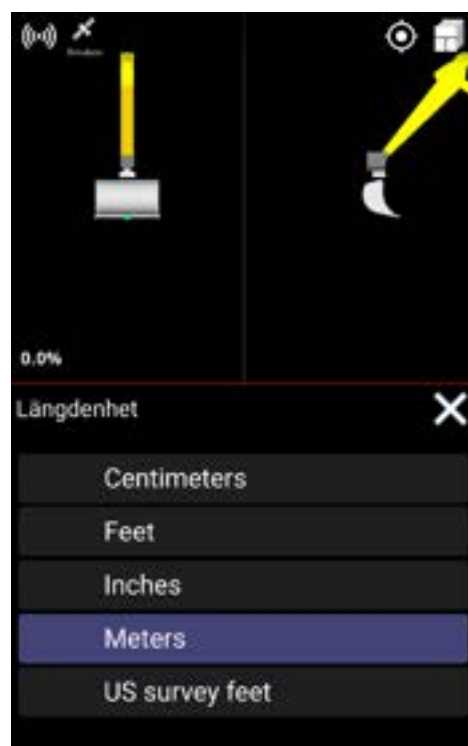 0.0%
Längdenhet
Centimeters
Feet
Inches
Meters
US survey feet